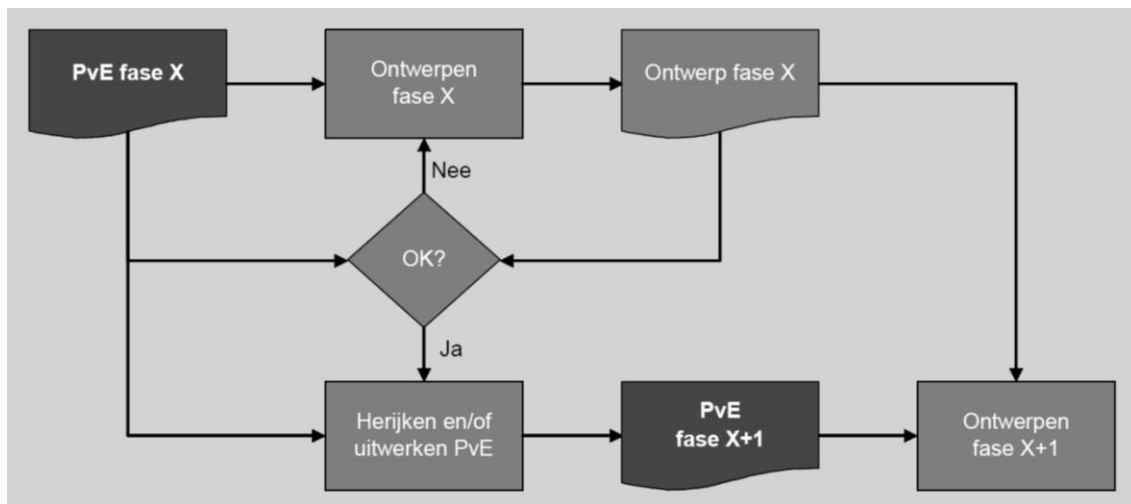 PvE fase X
Ontwerpen
fase X
Ontwerp fase X
Nee
OK?
Ja
Herijken en/of
uitwerken PvE
PvE
fase X+1
Ontwerpen
fase X+1